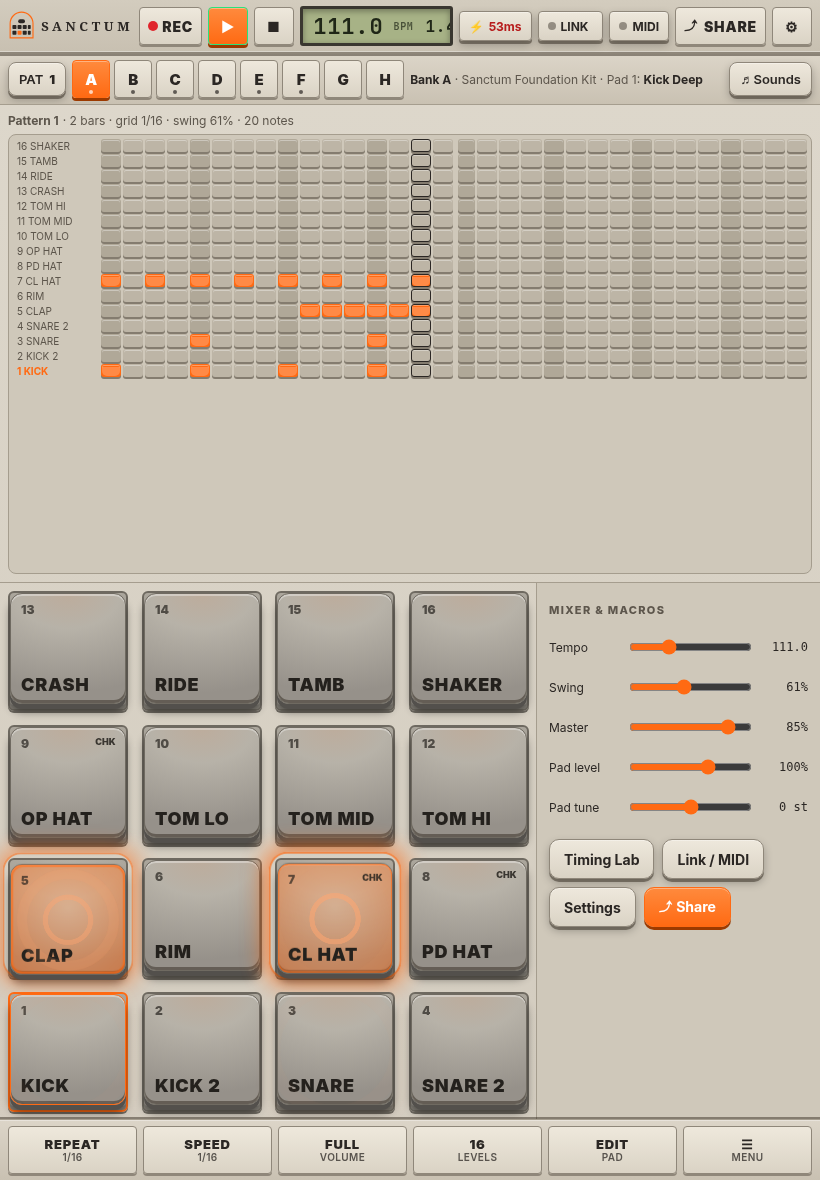 SANCTUM
REC
111.0 BPM
53ms
LINK
MIDI
SHARE
PAT 1
A
B
C
D
E
F
G
H
Bank A · Sanctum Foundation Kit · Pad 1: Kick Deep
Sounds
Pattern 1 · 2 bars · grid 1/16 · swing 61% · 20 notes
16 SHAKER
15 TAMB
14 RIDE
13 CRASH
12 TOM HI
11 TOM MID
10 TOM LO
9 OP HAT
8 PD HAT
7 CL HAT
6 RIM
5 CLAP
4 SNARE 2
3 SNARE
2 KICK 2
1 KICK
13
CRASH
14
RIDE
15
TAMB
16
SHAKER
9 CHK
OP HAT
10
TOM LO
11
TOM MID
12
TOM HI
5
CLAP
6
RIM
7 CHK
CL HAT
8 CHK
PD HAT
1
KICK
2
KICK 2
3
SNARE
4
SNARE 2
MIXER & MACROS
Tempo 111.0
Swing 61%
Master 85%
Pad level 100%
Pad tune 0 st
Timing Lab
Link / MIDI
Settings
Share
REPEAT
1/16
SPEED
1/16
FULL
VOLUME
16
LEVELS
EDIT
PAD
MENU